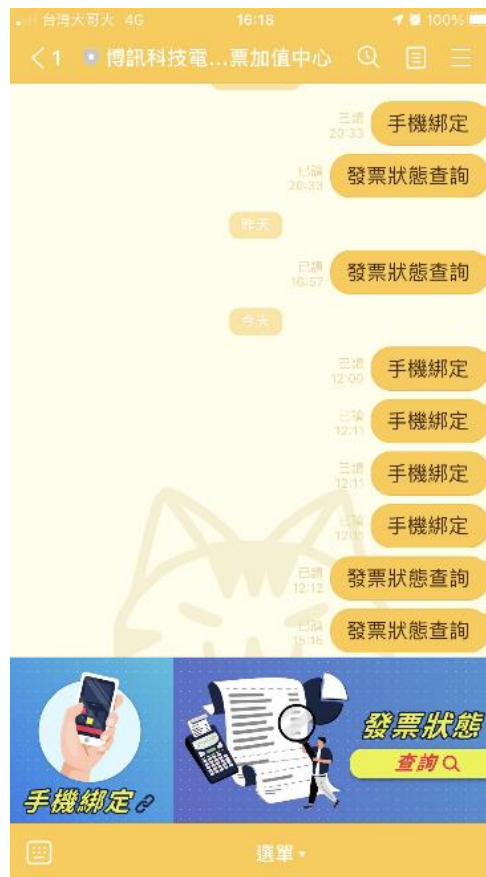 台灣大哥大 4G 16:18 100%
1 博訊科技電...票加值中心
已讀 20:33 手機綁定
已讀 20:33 發票狀態查詢
昨天
已讀 16:57 發票狀態查詢
今天
已讀 12:00 手機綁定
已讀 12:11 手機綁定
已讀 12:11 手機綁定
已讀 12:12 手機綁定
已讀 12:12 發票狀態查詢
已讀 15:15 發票狀態查詢
發票狀態
查詢
手機綁定
選單